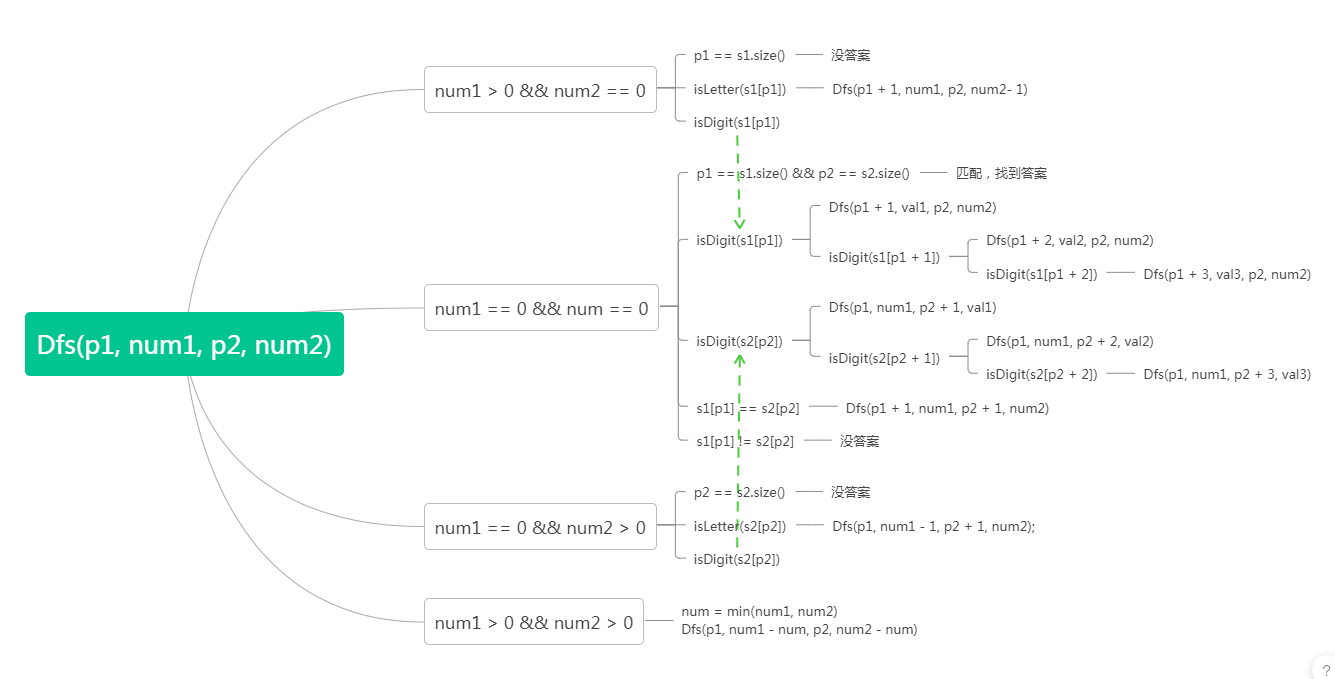 Dfs(p1, num1, p2, num2)
num1 > 0 && num2 == 0
p1 == s1.size()
没答案
isLetter(s1[p1])
Dfs(p1 + 1, num1, p2, num2- 1)
isDigit(s1[p1])
num1 == 0 && num == 0
p1 == s1.size() && p2 == s2.size()
匹配，找到答案
isDigit(s1[p1])
Dfs(p1 + 1, val1, p2, num2)
isDigit(s1[p1 + 1])
Dfs(p1 + 2, val2, p2, num2)
isDigit(s1[p1 + 2])
Dfs(p1 + 3, val3, p2, num2)
isDigit(s2[p2])
Dfs(p1, num1, p2 + 1, val1)
isDigit(s2[p2 + 1])
Dfs(p1, num1, p2 + 2, val2)
isDigit(s2[p2 + 2])
Dfs(p1, num1, p2 + 3, val3)
s1[p1] == s2[p2]
Dfs(p1 + 1, num1, p2 + 1, num2)
s1[p1] != s2[p2]
没答案
num1 == 0 && num2 > 0
p2 == s2.size()
没答案
isLetter(s2[p2])
Dfs(p1, num1 - 1, p2 + 1, num2);
isDigit(s2[p2])
num1 > 0 && num2 > 0
num = min(num1, num2)
Dfs(p1, num1 - num, p2, num2 - num)
?